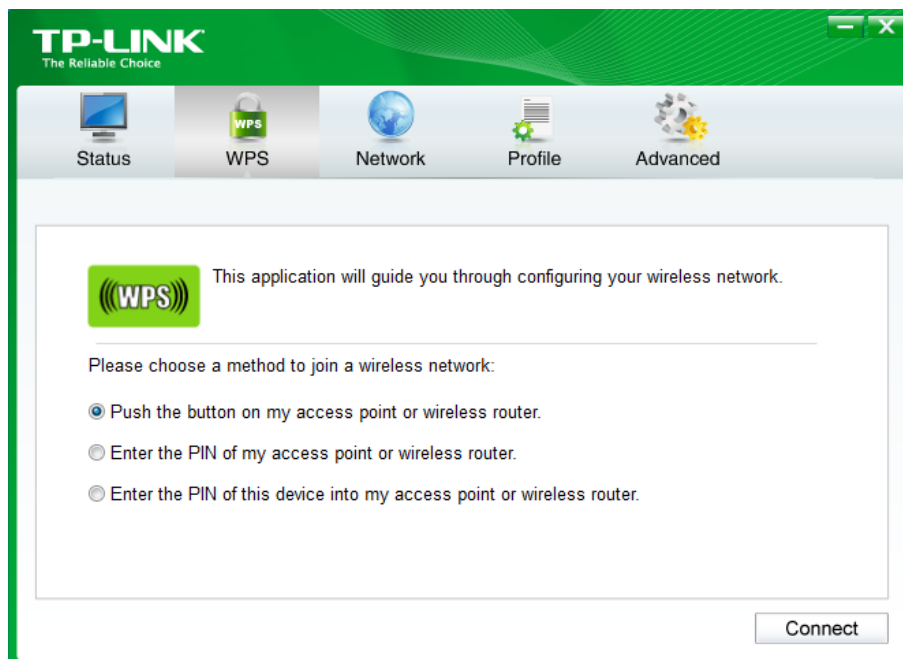 TP-LINK
The Reliable Choice
Status
WPS
WPS
Network
Profile
Advanced
WPS
This application will guide you through configuring your wireless network.
Please choose a method to join a wireless network:
Push the button on my access point or wireless router.
Enter the PIN of my access point or wireless router.
Enter the PIN of this device into my access point or wireless router.
Connect